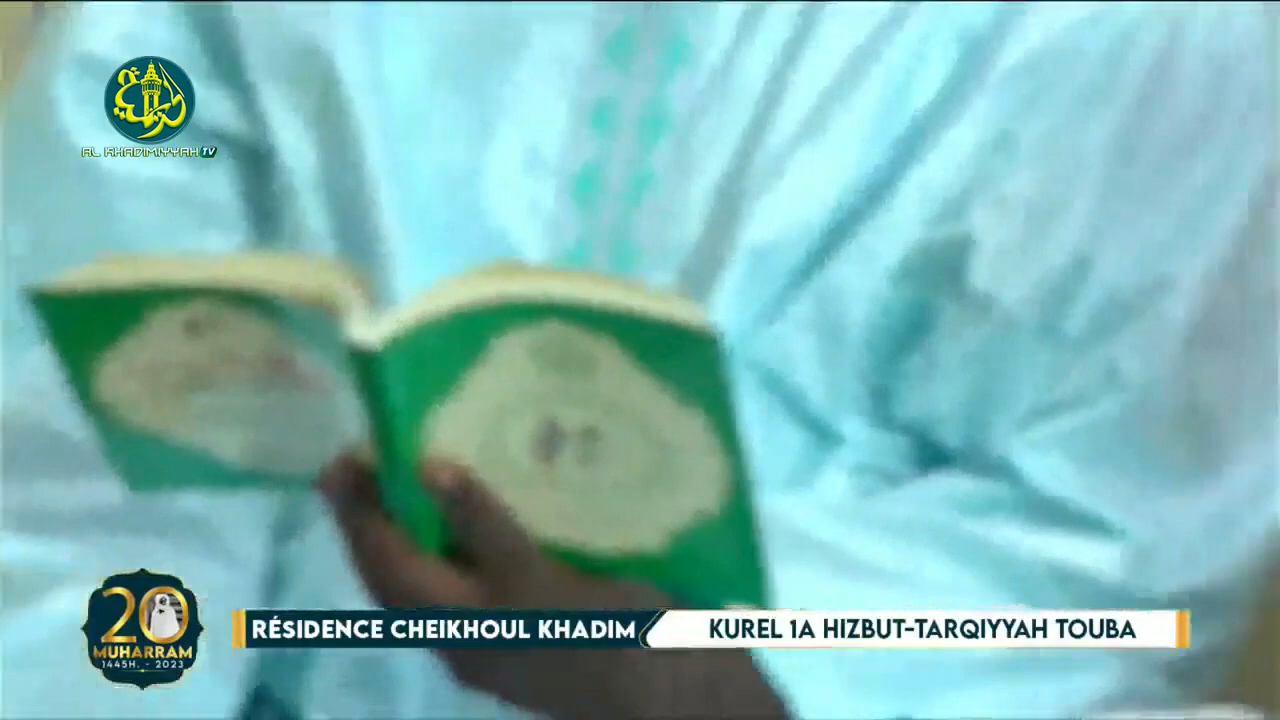 AL KHADIMIYYAH TV
20
MUHARRAM
1445H. - 2023
RÉSIDENCE CHEIKHOUL KHADIM
KUREL 1A HIZBUT-TARQIYYAH TOUBA